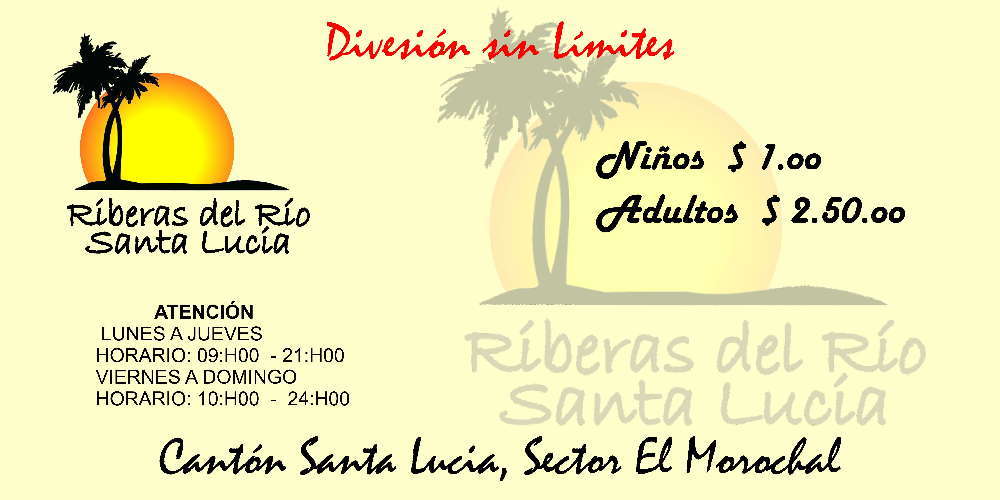 Divesión sin Límites
Riberas del Río
Santa Lucía
Niños $ 1.oo
Adultos $ 2.50.oo
ATENCIÓN
LUNES A JUEVES
HORARIO: 09:H00 - 21:H00
VIERNES A DOMINGO
HORARIO: 10:H00 - 24:H00
Riberas del Río
Santa Lucía
Cantón Santa Lucia, Sector El Morochal